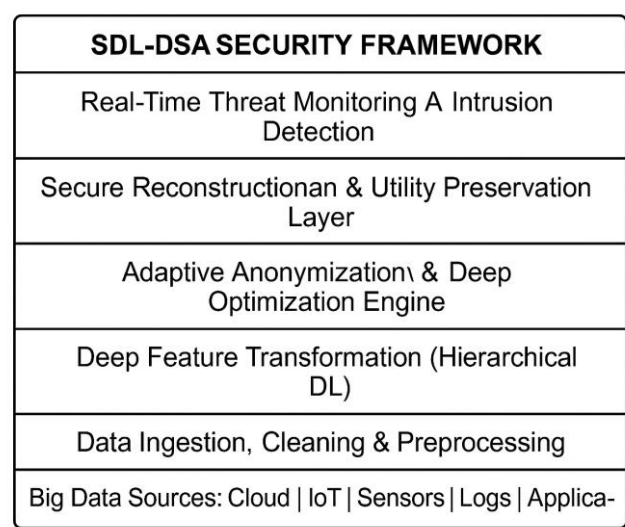 SDL-DSA SECURITY FRAMEWORK
Real-Time Threat Monitoring A Intrusion
Detection
Secure Reconstructionan & Utility Preservation
Layer
Adaptive Anonymization\ & Deep
Optimization Engine
Deep Feature Transformation (Hierarchical
DL)
Data Ingestion, Cleaning & Preprocessing
Big Data Sources: Cloud | IoT | Sensors | Logs | Applica-